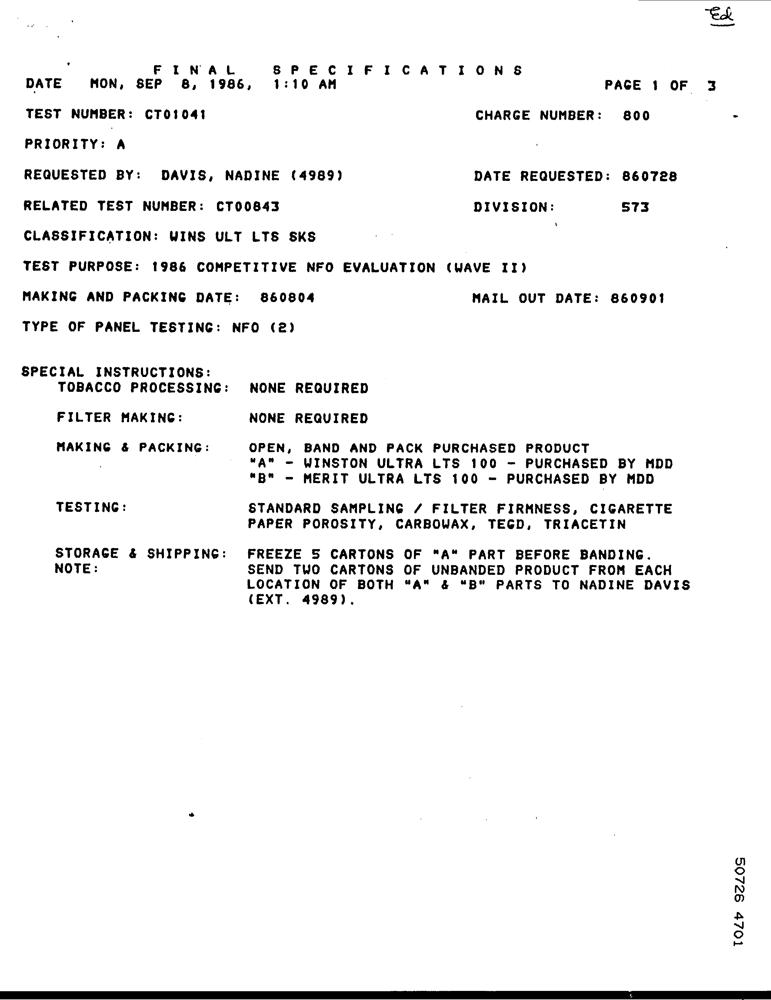 Ed
F I N A L   S P E C I F I C A T I O N S
DATE MON, SEP 8, 1986, 1:10 AM PAGE 1 OF 3
TEST NUMBER: CT01041 CHARGE NUMBER: 800
PRIORITY: A
REQUESTED BY: DAVIS, NADINE (4989) DATE REQUESTED: 860728
RELATED TEST NUMBER: CT00843 DIVISION: 573
CLASSIFICATION: WINS ULT LTS SKS
TEST PURPOSE: 1986 COMPETITIVE NFO EVALUATION (WAVE II)
MAKING AND PACKING DATE: 860804 MAIL OUT DATE: 860901
TYPE OF PANEL TESTING: NFO (2)
SPECIAL INSTRUCTIONS:
TOBACCO PROCESSING: NONE REQUIRED
FILTER MAKING: NONE REQUIRED
MAKING & PACKING: OPEN, BAND AND PACK PURCHASED PRODUCT
"A" - WINSTON ULTRA LTS 100 - PURCHASED BY MDD
"B" - MERIT ULTRA LTS 100 - PURCHASED BY MDD
TESTING: STANDARD SAMPLING / FILTER FIRMNESS, CIGARETTE
PAPER POROSITY, CARBOWAX, TEGD, TRIACETIN
STORAGE & SHIPPING: FREEZE 5 CARTONS OF "A" PART BEFORE BANDING.
NOTE: SEND TWO CARTONS OF UNBANDED PRODUCT FROM EACH
LOCATION OF BOTH "A" & "B" PARTS TO NADINE DAVIS
(EXT. 4989).
50726 4701